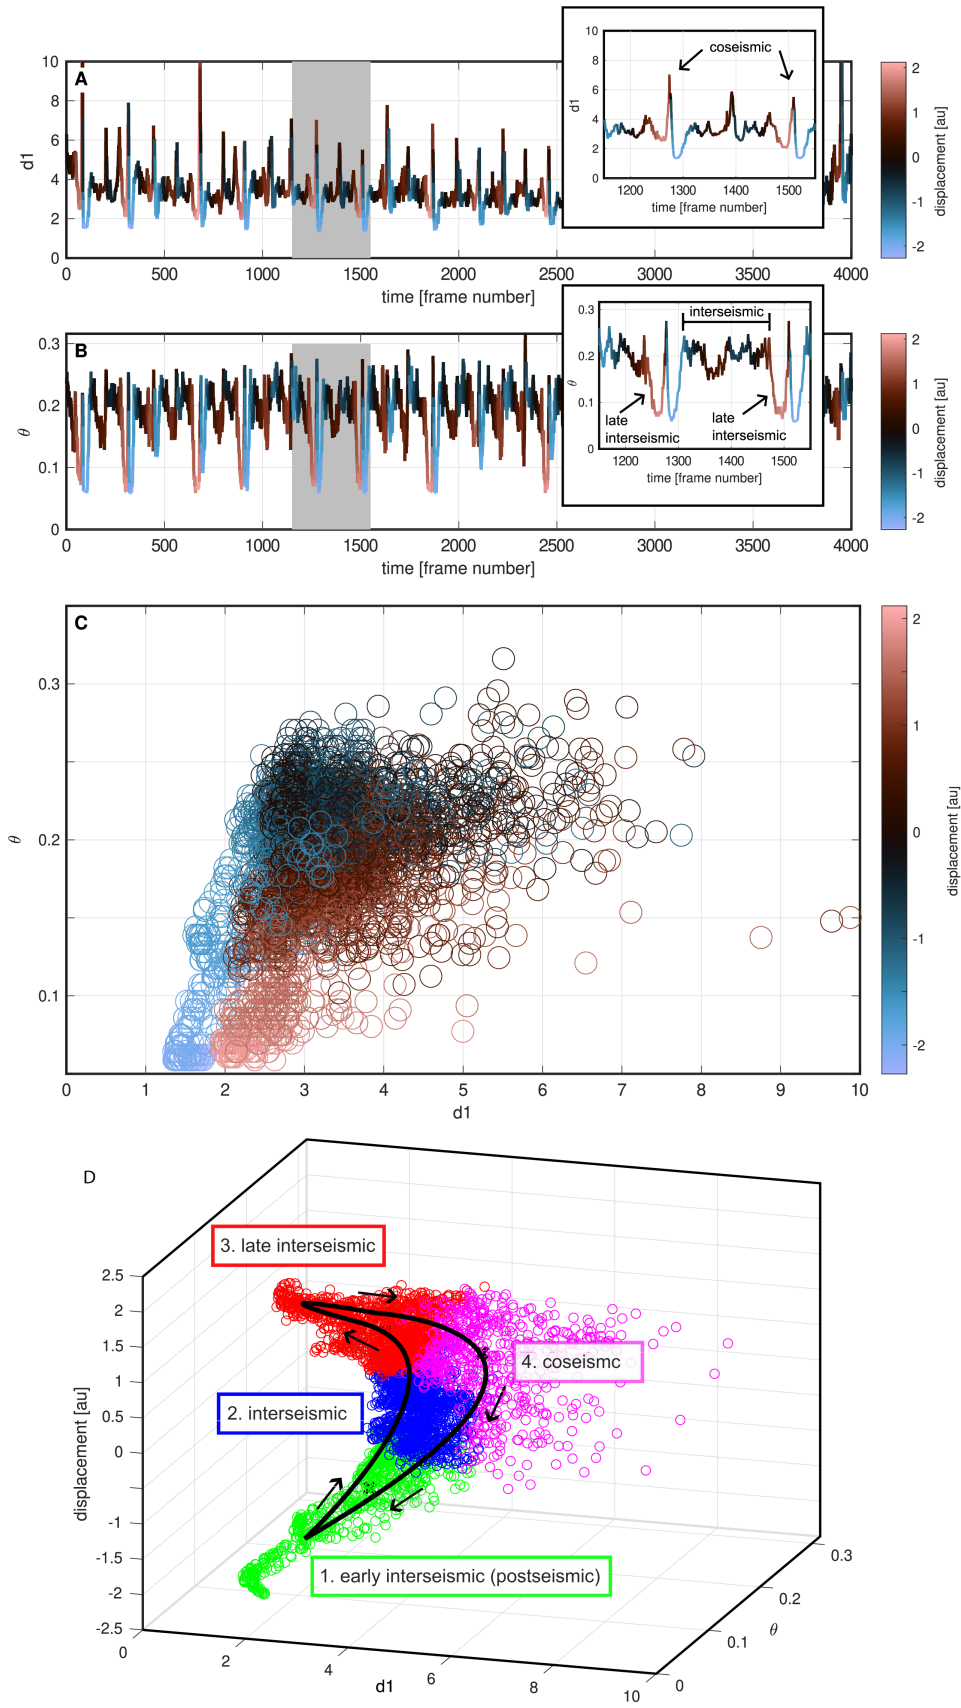 A
d1
10
8
6
4
2
0
0 500 1000 1500 2000 2500 3000 3500 4000
time [frame number]
coseismic
d1
10
8
6
4
2
0
1200 1300 1400 1500
time [frame number]
2
1
0
-1
-2
displacement [au]
B
θ
0.3
0.2
0.1
0
0 500 1000 1500 2000 2500 3000 3500 4000
time [frame number]
interseismic
θ
0.3
0.2
0.1
0
late
interseismic
late
interseismic
1200 1300 1400 1500
time [frame number]
2
1
0
-1
-2
displacement [au]
C
θ
0.3
0.2
0.1
0 1 2 3 4 5 6 7 8 9 10
d1
2
1
0
-1
-2
displacement [au]
D
3. late interseismic
4. coseismc
2. interseismic
1. early interseismic (postseismic)
displacement [au]
2.5
2
1.5
1
0.5
0
-1
-1.5
-2
-2.5
0
2
4
6
8
10
d1
0
0.1
0.2
0.3
θ